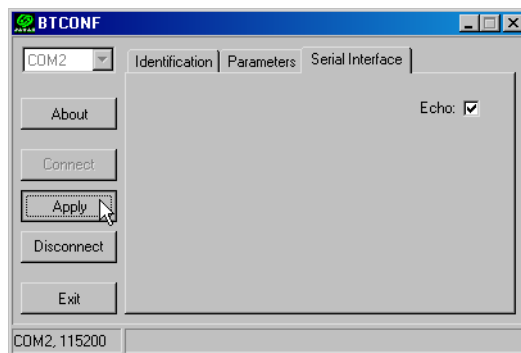 BTCONF
COM2
Identification Parameters Serial Interface
Echo:
About
Connect
Apply
Disconnect
Exit
COM2, 115200